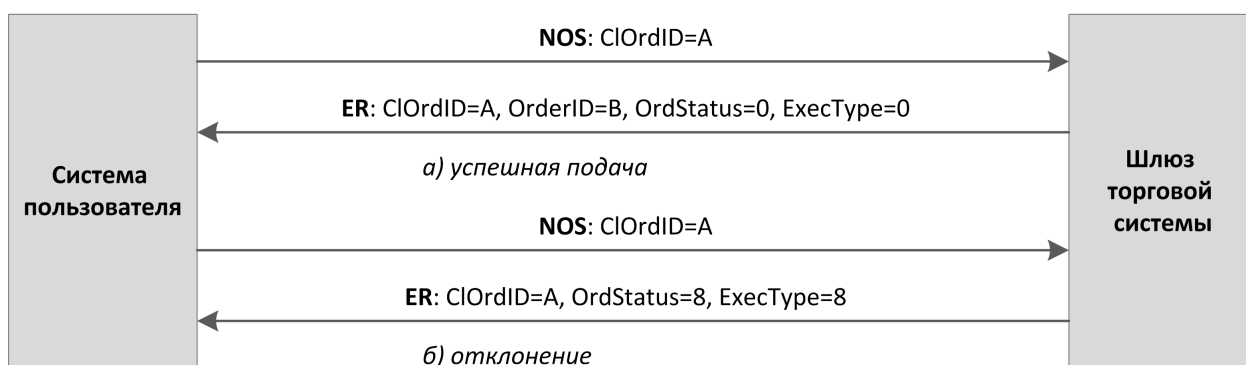 NOS: ClOrdID=A
ER: ClOrdID=A, OrderID=B, OrdStatus=0, ExecType=0
а) успешная подача
Система
пользователя
Шлюз
торговой
системы
NOS: ClOrdID=A
ER: ClOrdID=A, OrdStatus=8, ExecType=8
б) отклонение